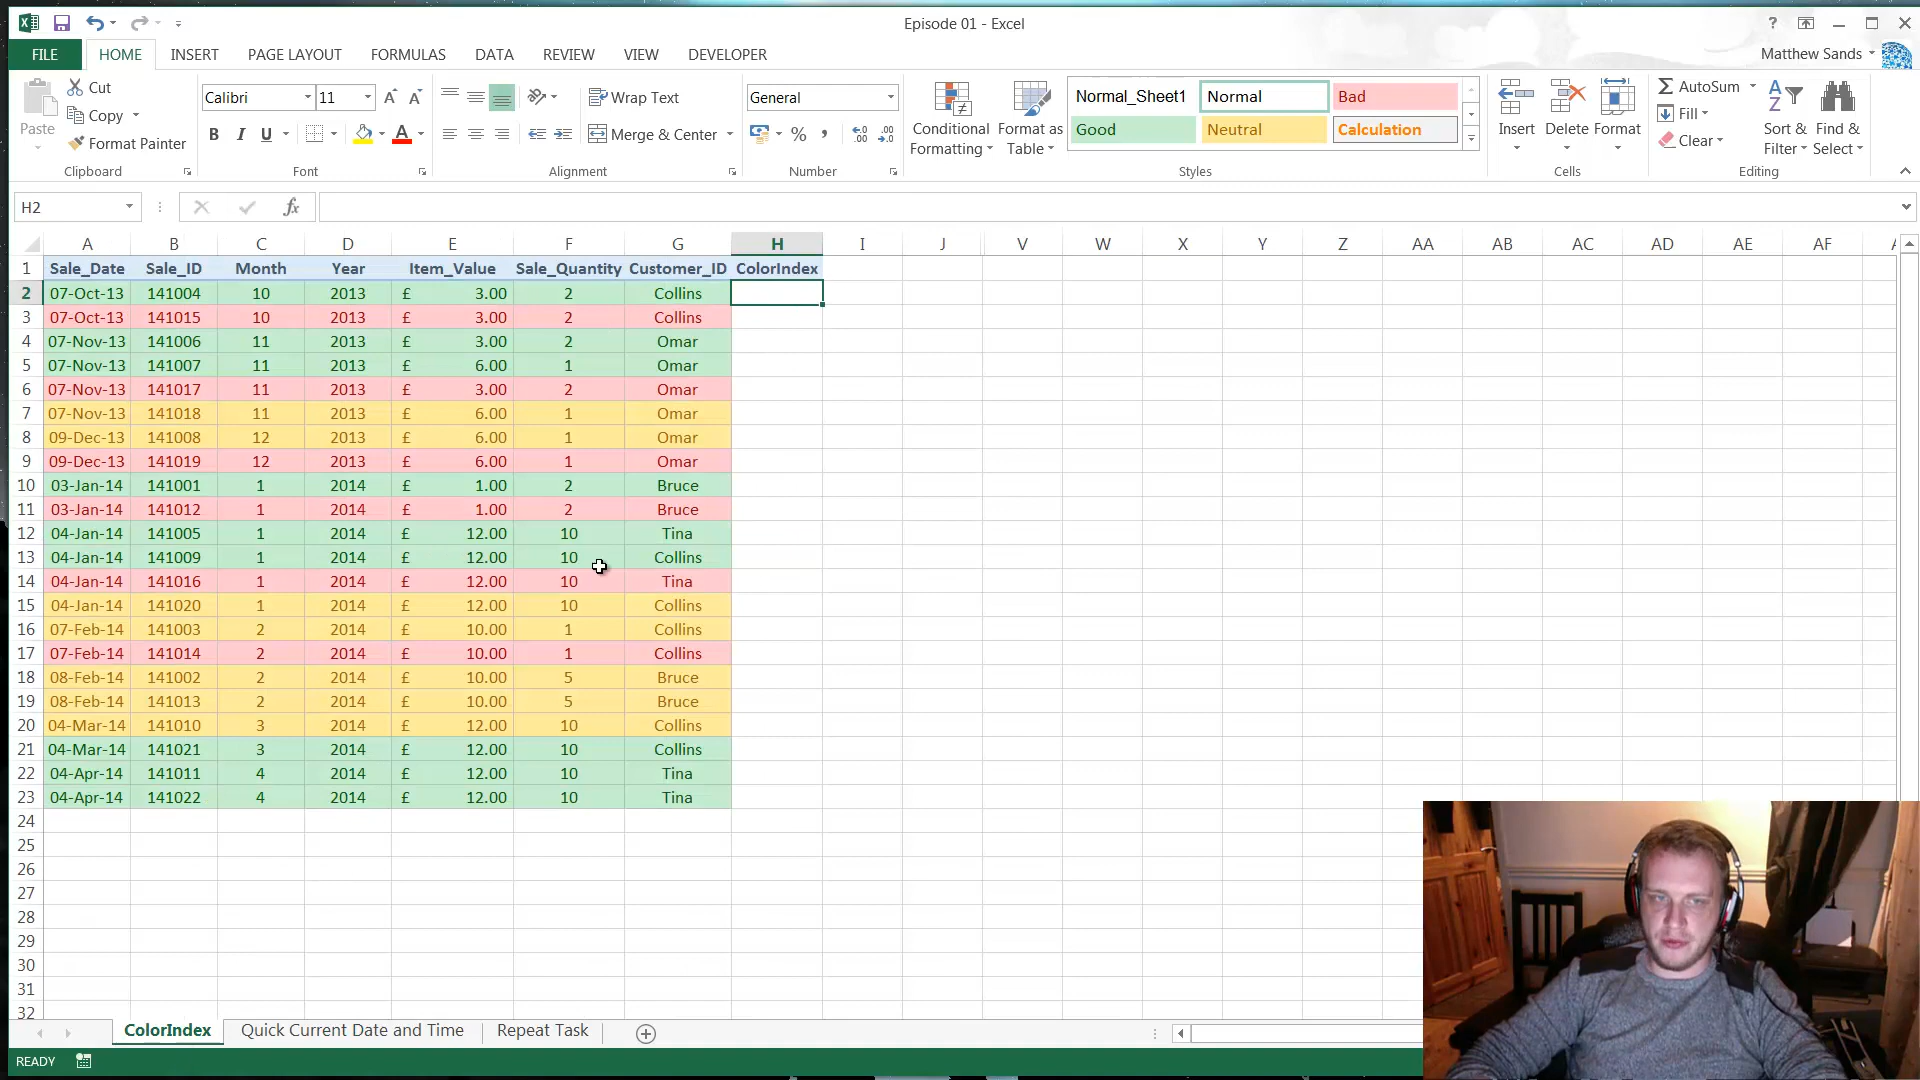 Episode 01 - Excel
FILE HOME INSERT PAGE LAYOUT FORMULAS DATA REVIEW VIEW DEVELOPER Matthew Sands
Paste Cut Copy Format Painter Clipboard
Calibri 11 B I U A Font
Wrap Text Merge & Center Alignment
General % , Number
Conditional Formatting Format as Table
Normal_Sheet1 Normal Bad
Good Neutral Calculation
Styles
Insert Delete Format Cells
AutoSum Fill Clear Sort & Filter Find & Select Editing
H2 fx
A B C D E F G H I J V W X Y Z AA AB AC AD AE AF
1 Sale_Date Sale_ID Month Year Item_Value Sale_Quantity Customer_ID ColorIndex
2 07-Oct-13 141004 10 2013 £ 3.00 2 Collins
3 07-Oct-13 141015 10 2013 £ 3.00 2 Collins
4 07-Nov-13 141006 11 2013 £ 3.00 2 Omar
5 07-Nov-13 141007 11 2013 £ 6.00 1 Omar
6 07-Nov-13 141017 11 2013 £ 3.00 2 Omar
7 07-Nov-13 141018 11 2013 £ 6.00 1 Omar
8 09-Dec-13 141008 12 2013 £ 6.00 1 Omar
9 09-Dec-13 141019 12 2013 £ 6.00 1 Omar
10 03-Jan-14 141001 1 2014 £ 1.00 2 Bruce
11 03-Jan-14 141012 1 2014 £ 1.00 2 Bruce
12 04-Jan-14 141005 1 2014 £ 12.00 10 Tina
13 04-Jan-14 141009 1 2014 £ 12.00 10 Collins
14 04-Jan-14 141016 1 2014 £ 12.00 10 Tina
15 04-Jan-14 141020 1 2014 £ 12.00 10 Collins
16 07-Feb-14 141003 2 2014 £ 10.00 1 Collins
17 07-Feb-14 141014 2 2014 £ 10.00 1 Collins
18 08-Feb-14 141002 2 2014 £ 10.00 5 Bruce
19 08-Feb-14 141013 2 2014 £ 10.00 5 Bruce
20 04-Mar-14 141010 3 2014 £ 12.00 10 Collins
21 04-Mar-14 141021 3 2014 £ 12.00 10 Collins
22 04-Apr-14 141011 4 2014 £ 12.00 10 Tina
23 04-Apr-14 141022 4 2014 £ 12.00 10 Tina
24
25
26
27
28
29
30
31
32
ColorIndex Quick Current Date and Time Repeat Task
READY